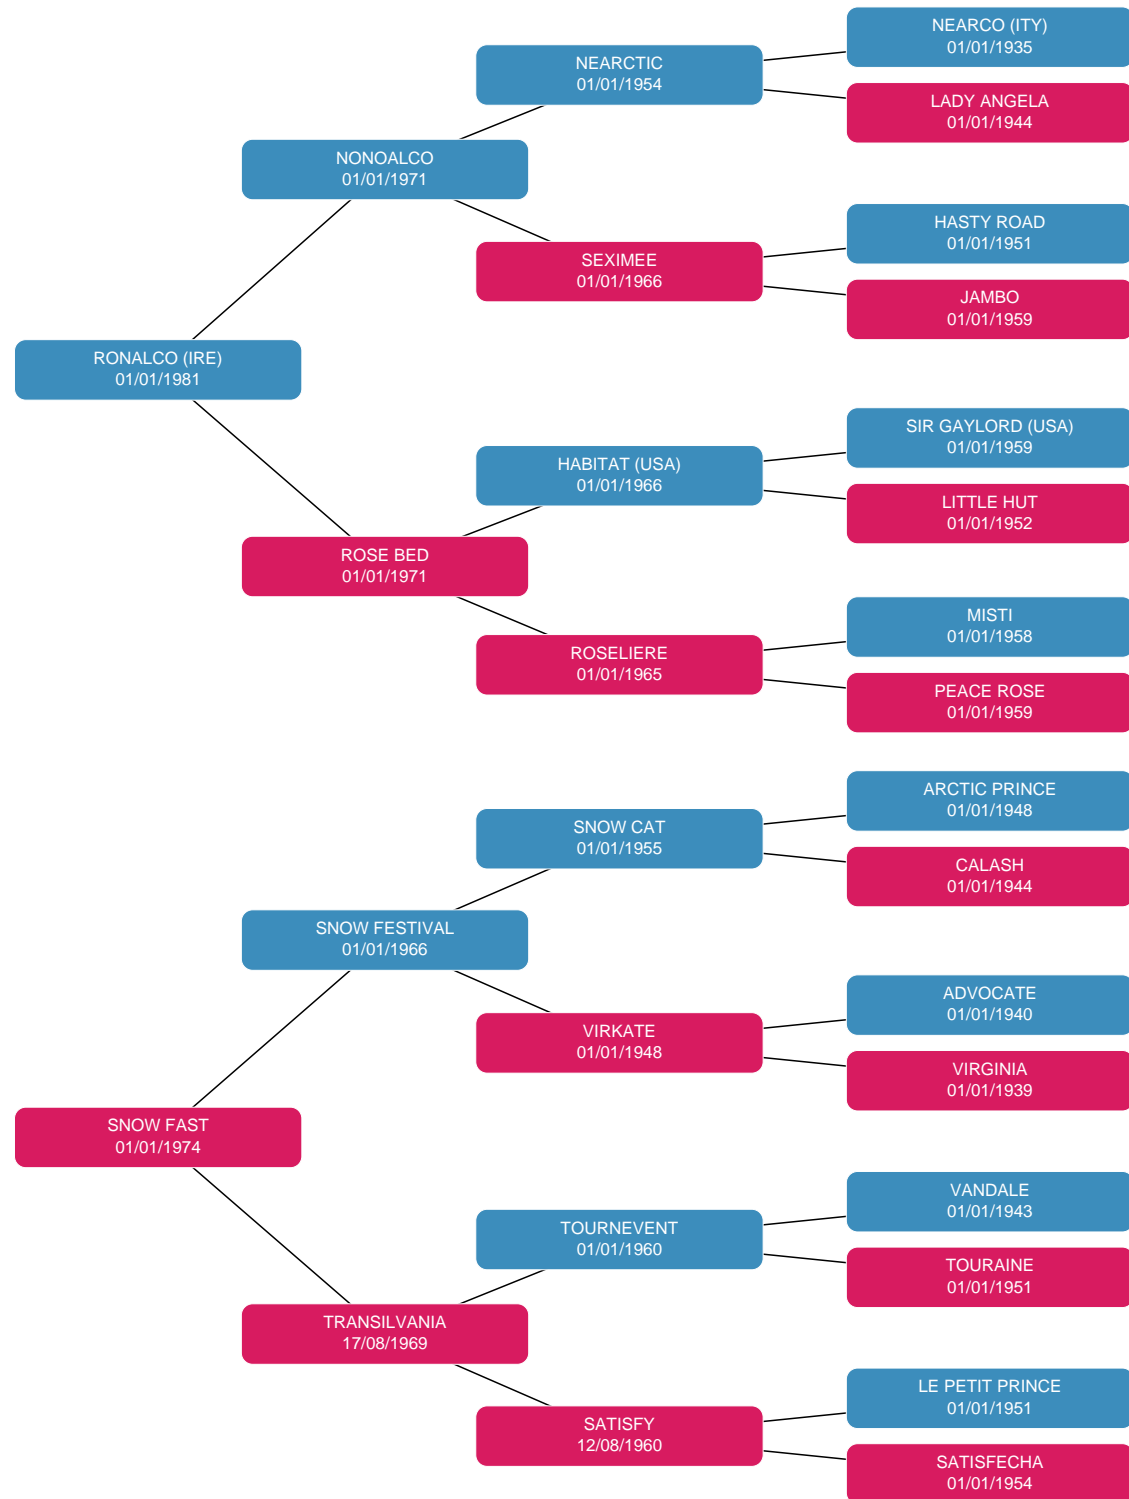 NEARCO (ITY)
01/01/1935
NEARCTIC
01/01/1954
LADY ANGELA
01/01/1944
NONOALCO
01/01/1971
HASTY ROAD
01/01/1951
SEXIMEE
01/01/1966
JAMBO
01/01/1959
RONALCO (IRE)
01/01/1981
SIR GAYLORD (USA)
01/01/1959
HABITAT (USA)
01/01/1966
LITTLE HUT
01/01/1952
ROSE BED
01/01/1971
MISTI
01/01/1958
ROSELIERE
01/01/1965
PEACE ROSE
01/01/1959
ARCTIC PRINCE
01/01/1948
SNOW CAT
01/01/1955
CALASH
01/01/1944
SNOW FESTIVAL
01/01/1966
ADVOCATE
01/01/1940
VIRKATE
01/01/1948
VIRGINIA
01/01/1939
SNOW FAST
01/01/1974
VANDALE
01/01/1943
TOURNEVENT
01/01/1960
TOURAINE
01/01/1951
TRANSILVANIA
17/08/1969
LE PETIT PRINCE
01/01/1951
SATISFY
12/08/1960
SATISFECHA
01/01/1954